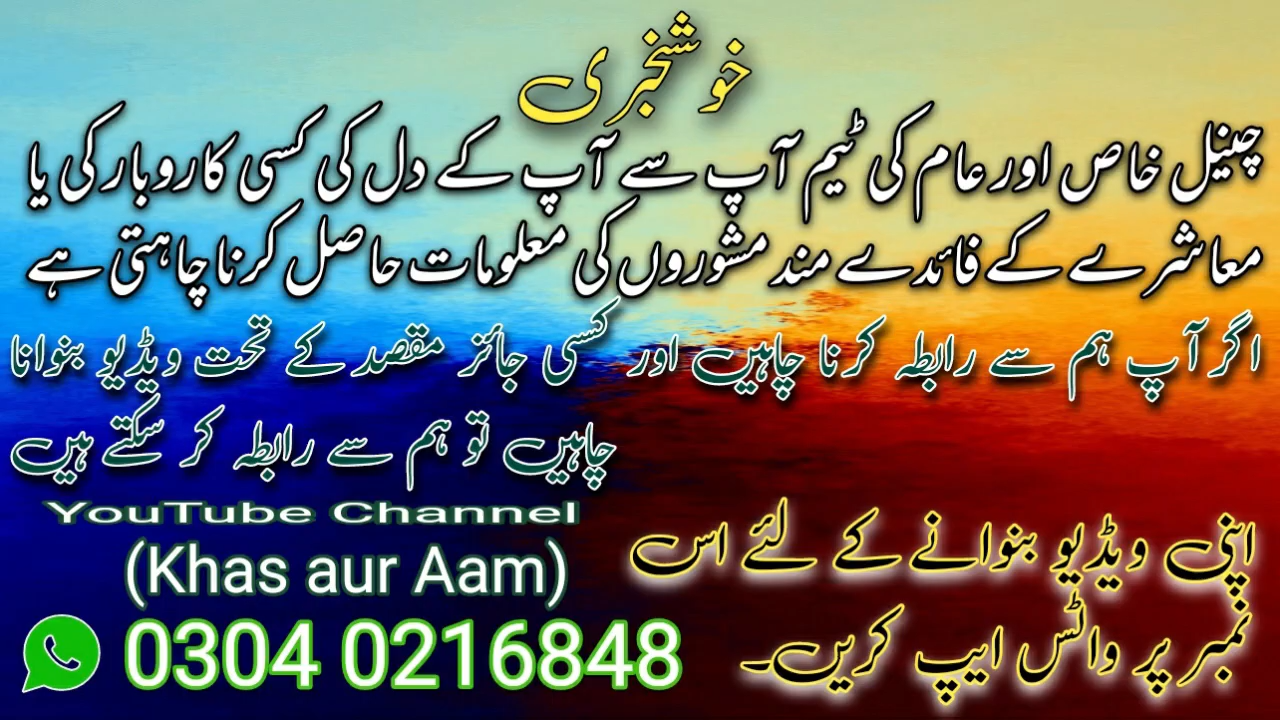 خوشخبری
چینل خاص اور عام کی ٹیم آپ سے آپ کے دل کی کسی کاروبار کی یا
معاشرے کے فائدے مند مشوروں کی معلومات حاصل کرنا چاہتی ہے
اگر آپ ہم سے رابطہ کرنا چاہیں اور کسی جائز مقصد کے تحت ویڈیو بنوانا
چاہیں تو ہم سے رابطہ کر سکتے ہیں
YouTube Channel
(Khas aur Aam)
0304 0216848
اپنی ویڈیو بنوانے کے لئے اس
نمبر پر واٹس ایپ کریں۔